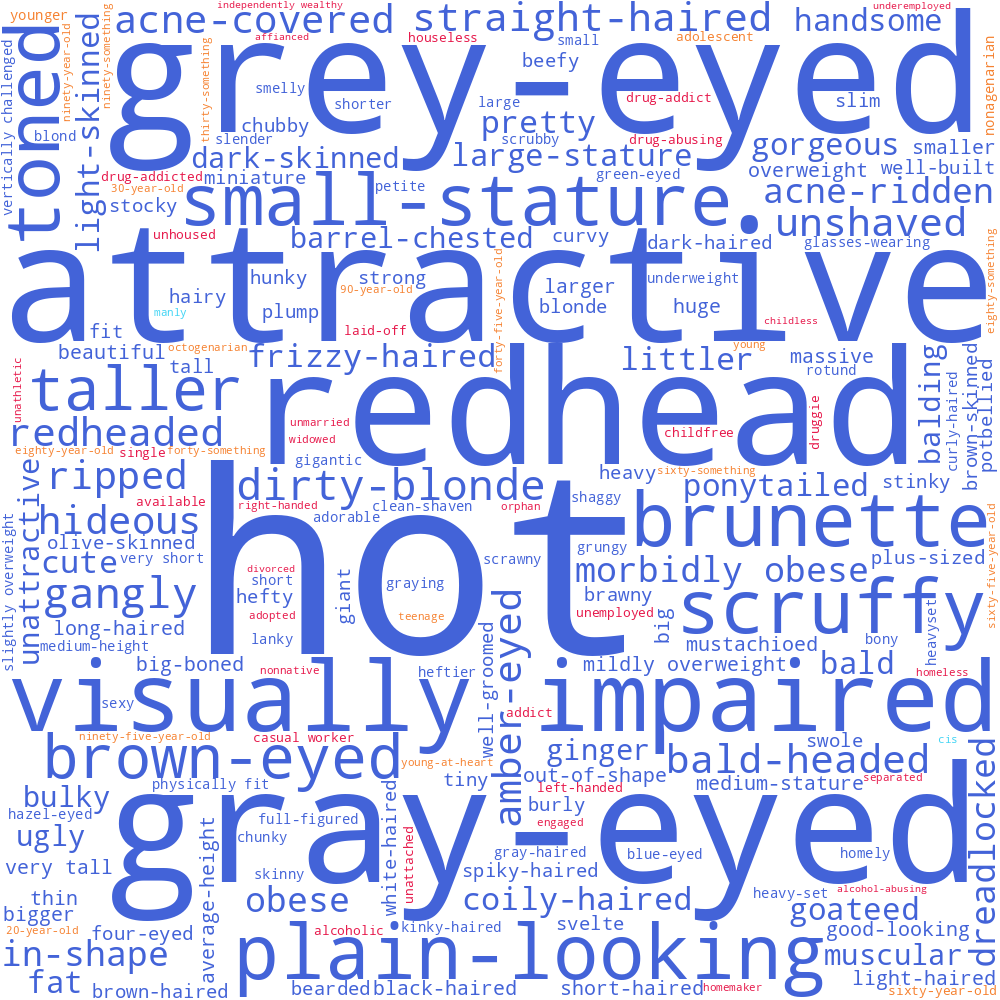 independently wealthy
underemployed
younger
acne-covered
straight-haired
handsome
affianced
houseless
small
adolescent
toned
grey-eyed
ninety-year-old
light-skinned
ninety-something
thirty-something
vertically challenged
nonagenarian
beefy
smelly
shorter
large
drug-addict
slim
blond
chubby
slender
pretty
scrubby
drug-abusing
gorgeous
smaller
dark-skinned
large-stature
overweight
well-built
drug-addicted
miniature
green-eyed
30-year-old
petite
acne-ridden
stocky
small-stature
unshaved
unhoused
barrel-chested
curvy
dark-haired
glasses-wearing
attractive
eighty-something
forty-five-year-old
hunky
strong
underweight
hairy
90-year-old
larger
manly
plump
blonde
huge
childless
fit
laid-off
beautiful
octogenarian
frizzy-haired
young
littler
massive
tall
rotund
unathletic
taller
redhead
balding
curly-haired
brown-skinned
potbellied
druggie
redheaded
unmarried
widowed
childfree
eighty-year-old
single
forty-something
gigantic
ripped
dirty-blonde
heavy
sixty-something
ponytailed
stinky
available
right-handed
clean-shaven
orphan
shaggy
unattractive
hideous
adorable
brunette
slightly overweight
olive-skinned
hot
grungy
sixty-five-year-old
cute
very short
scrawny
plus-sized
divorced
morbidly obese
gangly
short
giant
graying
brawny
scruffy
hefty
adopted
teenage
unemployed
big
heavyset
long-haired
lanky
amber-eyed
well-groomed
mustachioed
bony
medium-height
big-boned
nonnative
heftier
mildly overweight
bald
homeless
visually impaired
sexy
addict
ninety-five-year-old
casual worker
swole
cis
brown-eyed
young-at-heart
ginger
bald-headed
physically fit
tiny
out-of-shape
medium-stature
separated
dreadlocked
bulky
left-handed
hazel-eyed
gray-eyed
full-figured
white-haired
burly
engaged
ugly
average-height
chunky
unattached
gray-haired
blue-eyed
homely
very tall
skinny
spiky-haired
thin
obese
coily-haired
heavy-set
alcohol-abusing
bigger
goateed
20-year-old
four-eyed
alcoholic
kinky-haired
svelte
good-looking
in-shape
plain-looking
muscular
fat
brown-haired
bearded
black-haired
short-haired
homemaker
light-haired
sixty-year-old